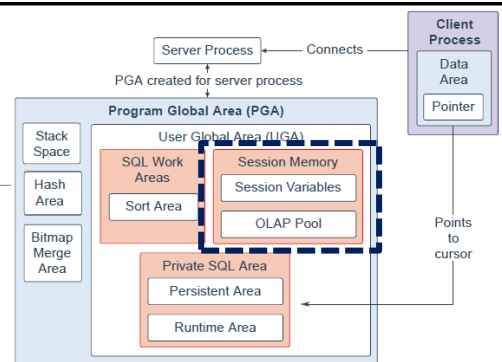 Client
Process
Server Process
Connects
Data
Area
PGA created for server process
Pointer
Program Global Area (PGA)
User Global Area (UGA)
Stack
Space
SQL Work
Areas
Session Memory
Session Variables
Hash
Area
Sort Area
OLAP Pool
Points
to
cursor
Bitmap
Merge
Area
Private SQL Area
Persistent Area
Runtime Area